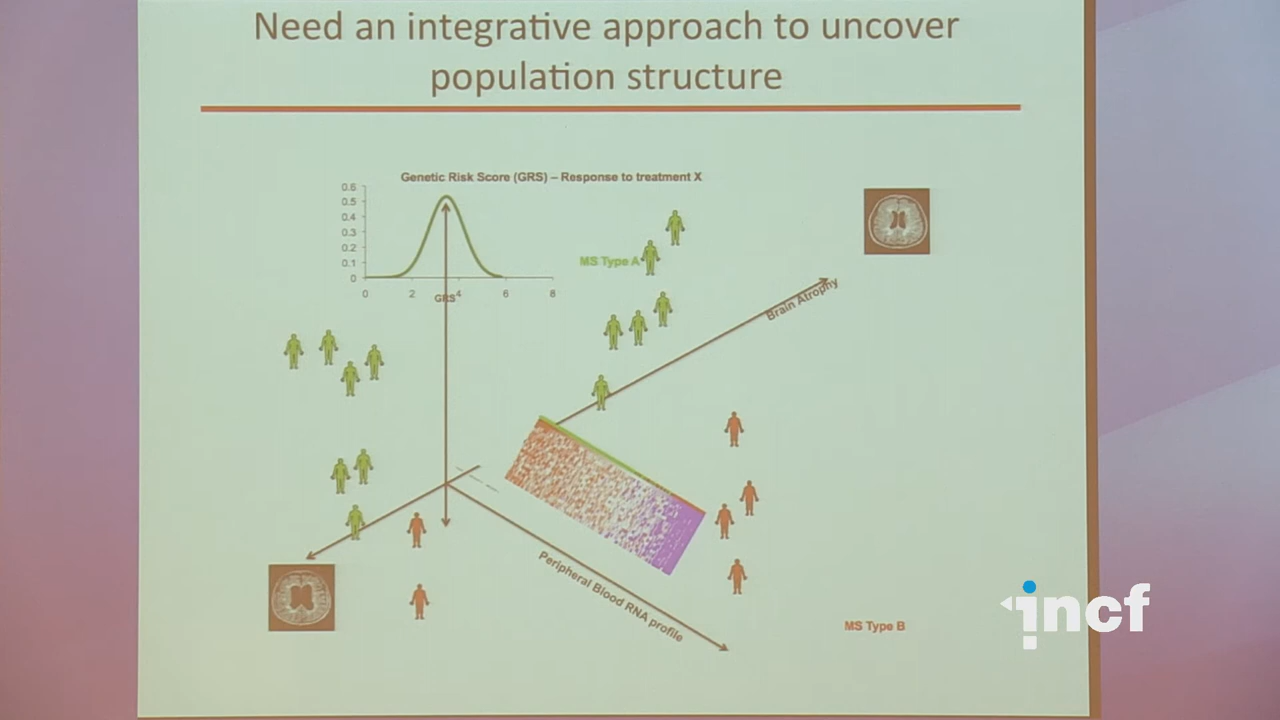 Need an integrative approach to uncover
population structure
Genetic Risk Score (GRS) – Response to treatment X
0.6
0.5
0.4
0.3
0.2
0.1
0
0 2 4 6 8
GRS
MS Type A
Brain Atrophy
Peripheral Blood RNA profile
MS Type B
incf